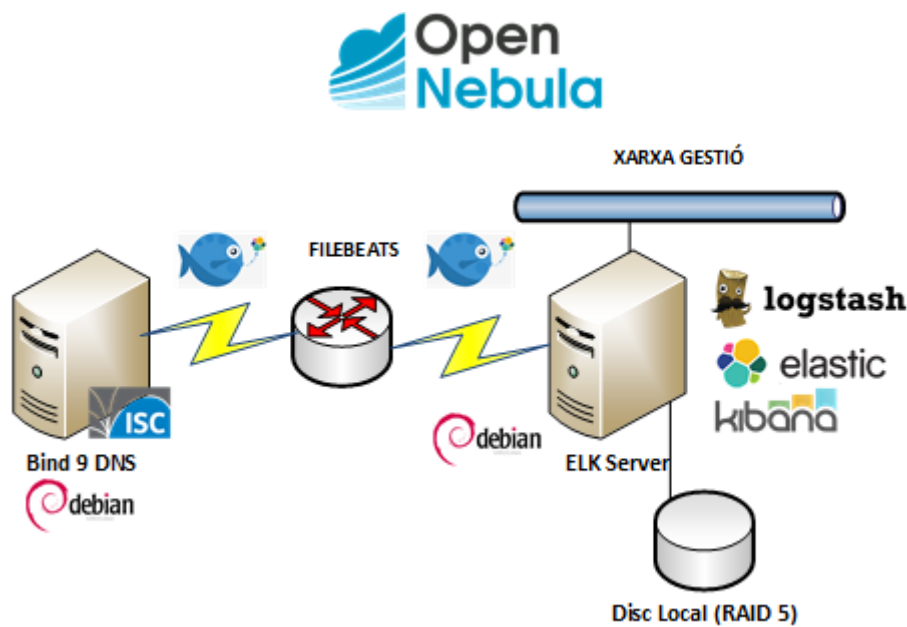 Open
Nebula
XARXA GESTIÓ
FILEBEATS
logstash
elastic
kibana
ISC
debian
Bind 9 DNS
ELK Server
debian
Disc Local (RAID 5)